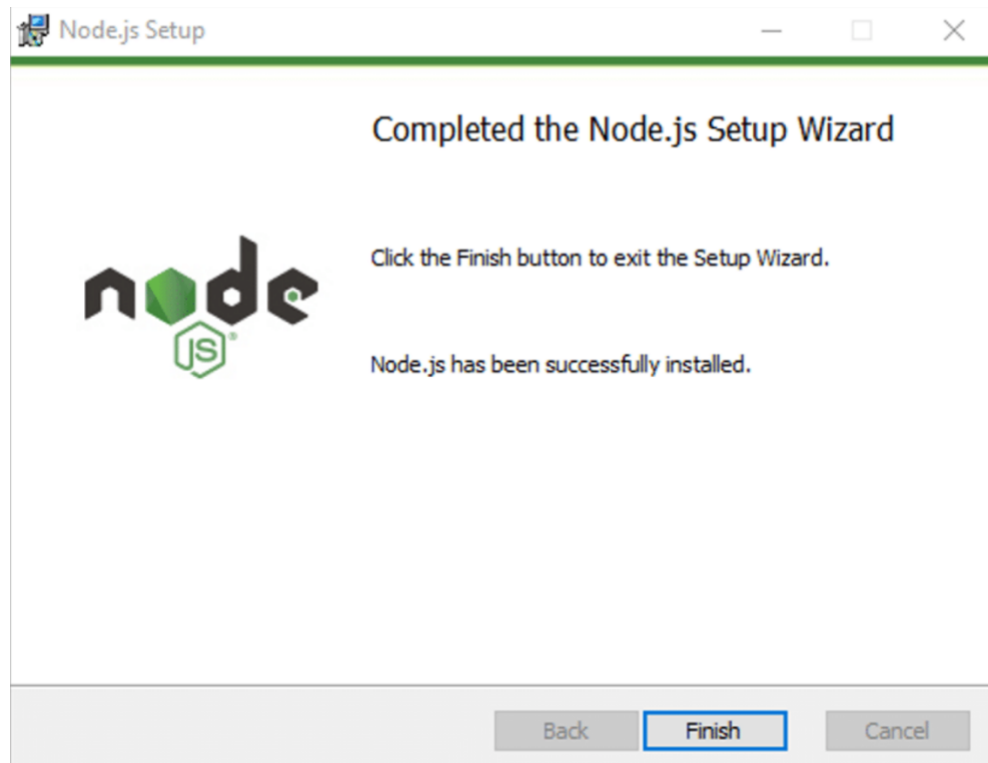 Node.js Setup
Completed the Node.js Setup Wizard
Click the Finish button to exit the Setup Wizard.
node
JS
Node.js has been successfully installed.
Back Finish Cancel